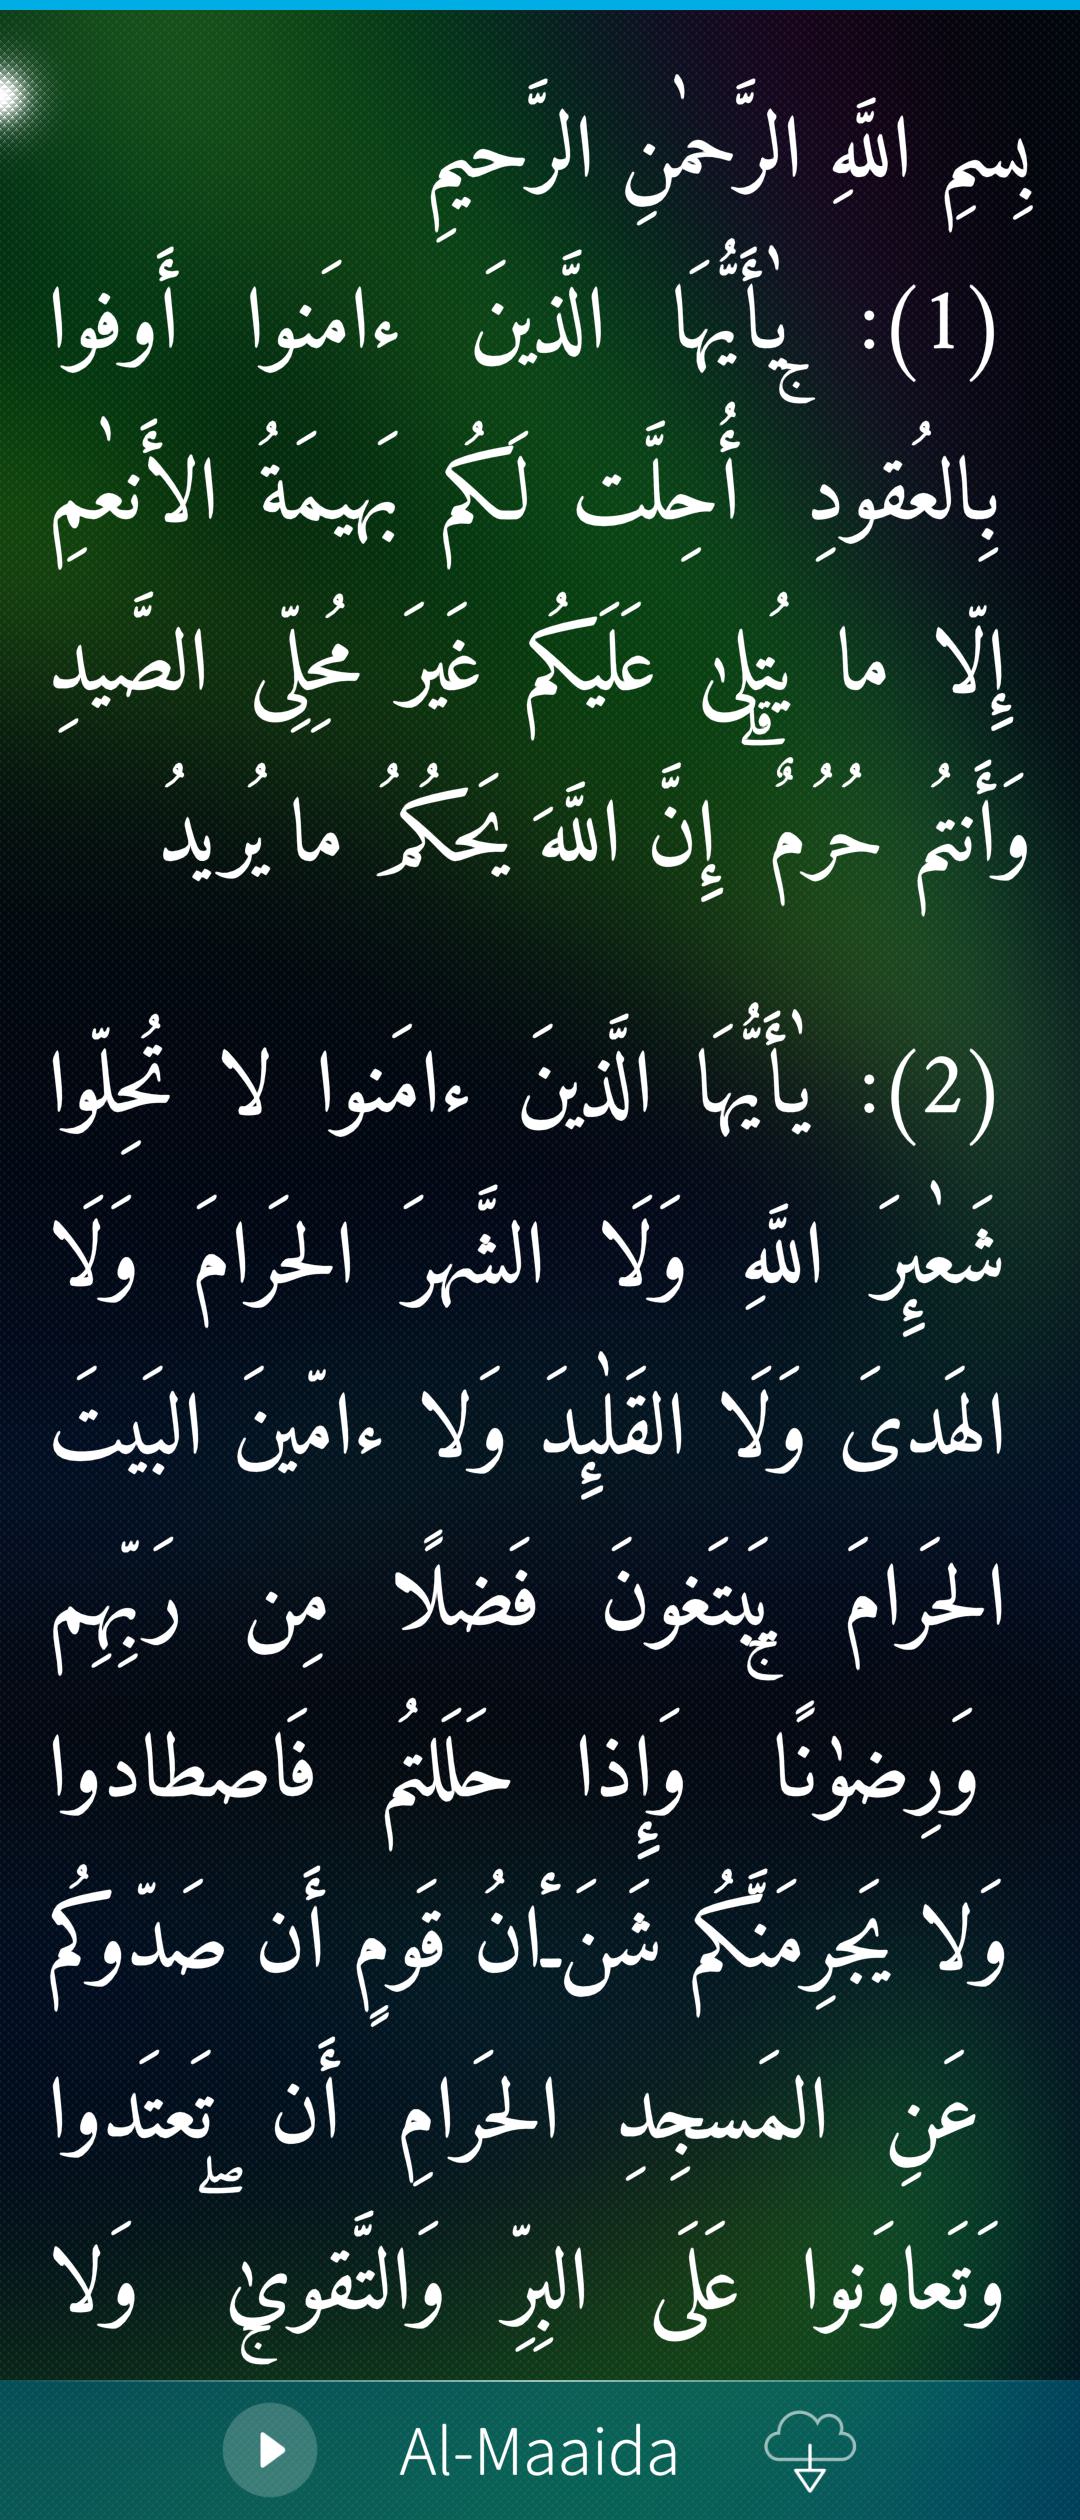 بِسمِ اللَّهِ الرَّحمٰنِ الرَّحيمِ
(1): يٰأَيُّهَا الَّذينَ ءامَنوا أَوفوا
بِالعُقودِ أُحِلَّت لَكُم بَهيمَةُ الأَنعٰمِ
إِلّا ما يُتلىٰ عَلَيكُم غَيرَ مُحِلِّى الصَّيدِ
وَأَنتُم حُرُمٌ إِنَّ اللَّهَ يَحكُمُ ما يُريدُ
(2): يٰأَيُّهَا الَّذينَ ءامَنوا لا تُحِلّوا
شَعٰئِرَ اللَّهِ وَلَا الشَّهرَ الحَرامَ وَلَا
الهَدىَ وَلَا القَلٰئِدَ وَلا ءامّينَ البَيتَ
الحَرامَ يَبتَغونَ فَضلًا مِن رَبِّهِم
وَرِضوٰنًا وَإِذا حَلَلتُم فَاصطادوا
وَلا يَجرِمَنَّكُم شَنَـٔانُ قَومٍ أَن صَدّوكُم
عَنِ المَسجِدِ الحَرامِ أَن تَعتَدوا
وَتَعاوَنوا عَلَى البِرِّ وَالتَّقوىٰ وَلا
Al-Maaida